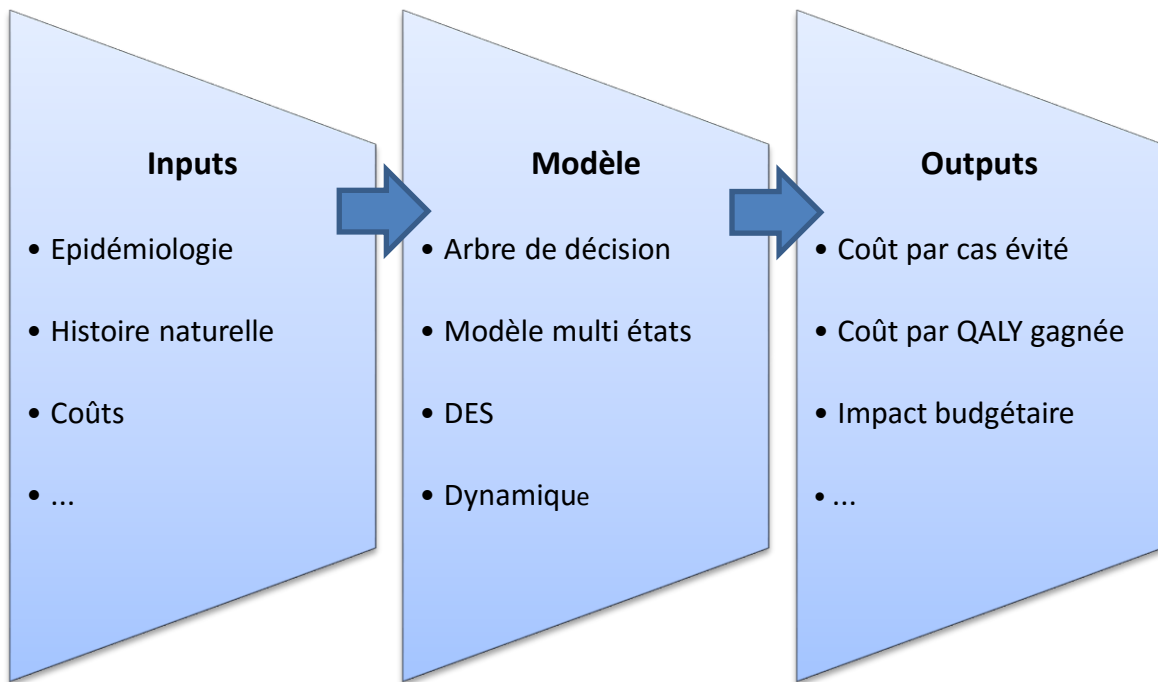 Inputs
• Epidémiologie
• Histoire naturelle
• Coûts
• ...
Modèle
• Arbre de décision
• Modèle multi états
• DES
• Dynamique
Outputs
• Coût par cas évité
• Coût par QALY gagnée
• Impact budgétaire
• ...